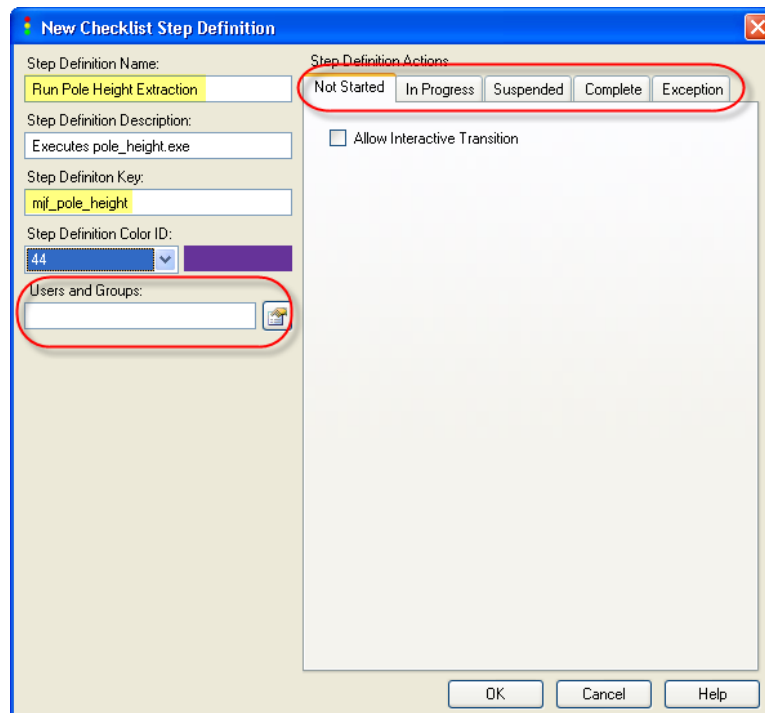 New Checklist Step Definition
Step Definition Name:
Run Pole Height Extraction
Step Definition Description:
Executes pole_height.exe
Step Definiton Key:
mjf_pole_height
Step Definition Color ID:
44
Users and Groups:
Step Definition Actions
Not Started In Progress Suspended Complete Exception
Allow Interactive Transition
OK Cancel Help